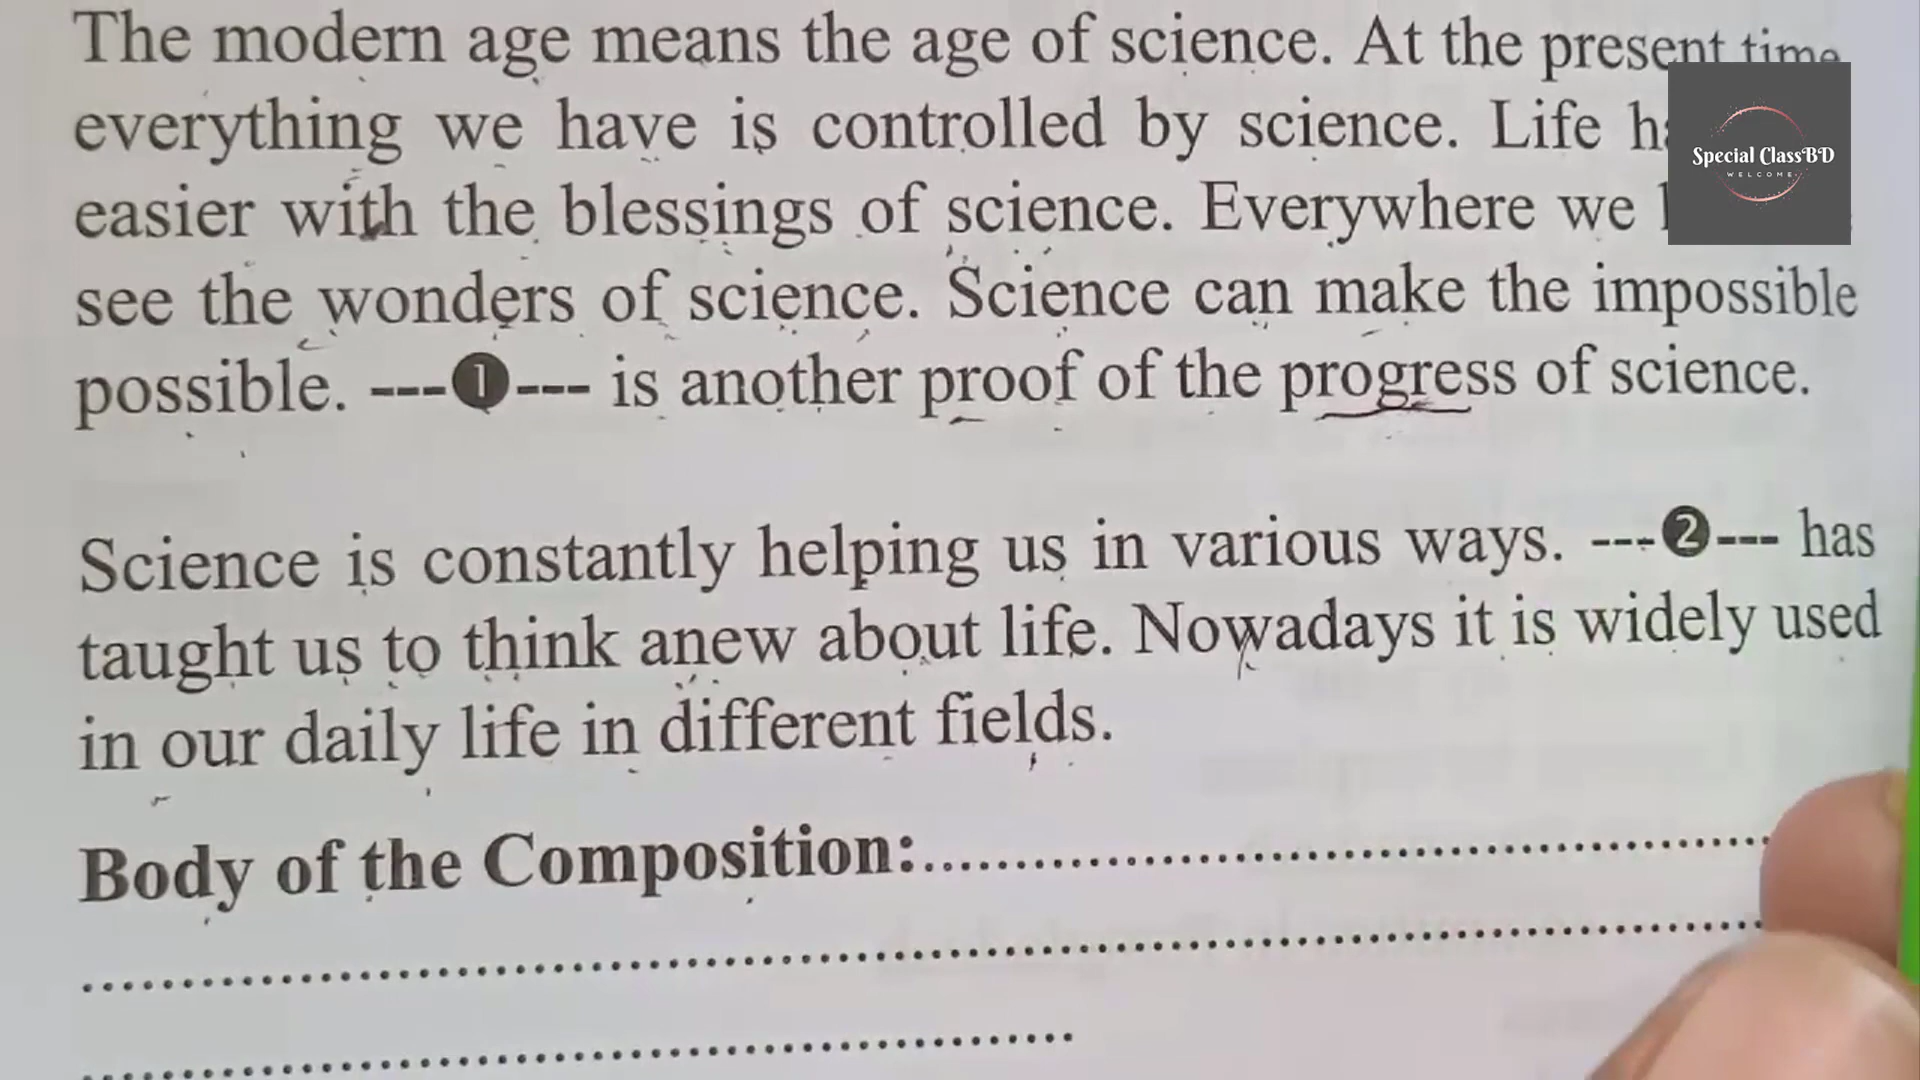 The modern age means the age of science. At the present time
everything we have is controlled by science. Life
easier with the blessings of science. Everywhere we
see the wonders of science. Science can make the impossible
possible. ---❶--- is another proof of the progress of science.
Science is constantly helping us in various ways. ---❷--- has
taught us to think anew about life. Nowadays it is widely used
in our daily life in different fields.
Body of the Composition:
Special ClassBD
WELCOME